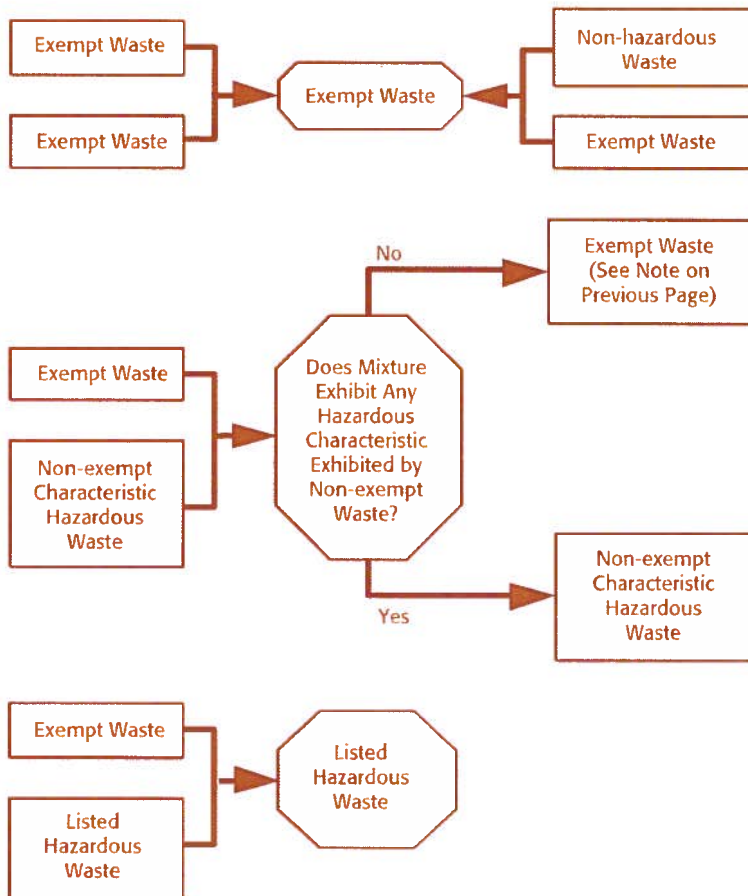 Exempt Waste
Exempt Waste
Exempt Waste
Non-hazardous
Waste
Exempt Waste
No
Exempt Waste
(See Note on
Previous Page)
Exempt Waste
Non-exempt
Characteristic
Hazardous
Waste
Does Mixture
Exhibit Any
Hazardous
Characteristic
Exhibited by
Non-exempt
Waste?
Yes
Non-exempt
Characteristic
Hazardous
Waste
Exempt Waste
Listed
Hazardous
Waste
Listed
Hazardous
Waste